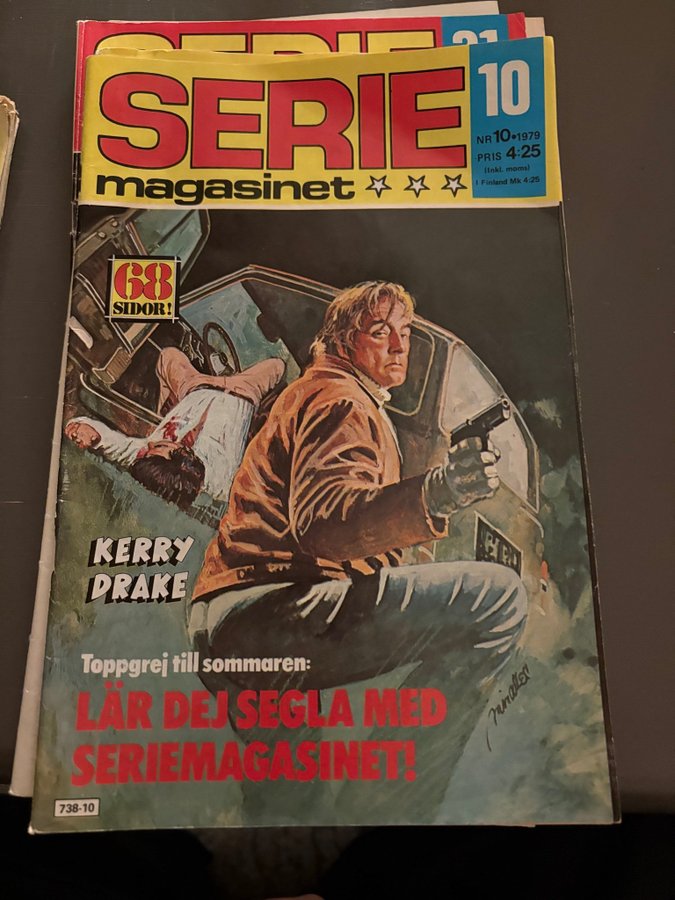 SERIE
21
SERIE
magasinet
10
NR 10•1979
PRIS 4:25
(Inkl. moms)
I Finland Mk 4:25
68
SIDOR!
KERRY
DRAKE
Toppgrej till sommaren:
LÄR DEJ SEGLA MED
SERIEMAGASINET!
738-10